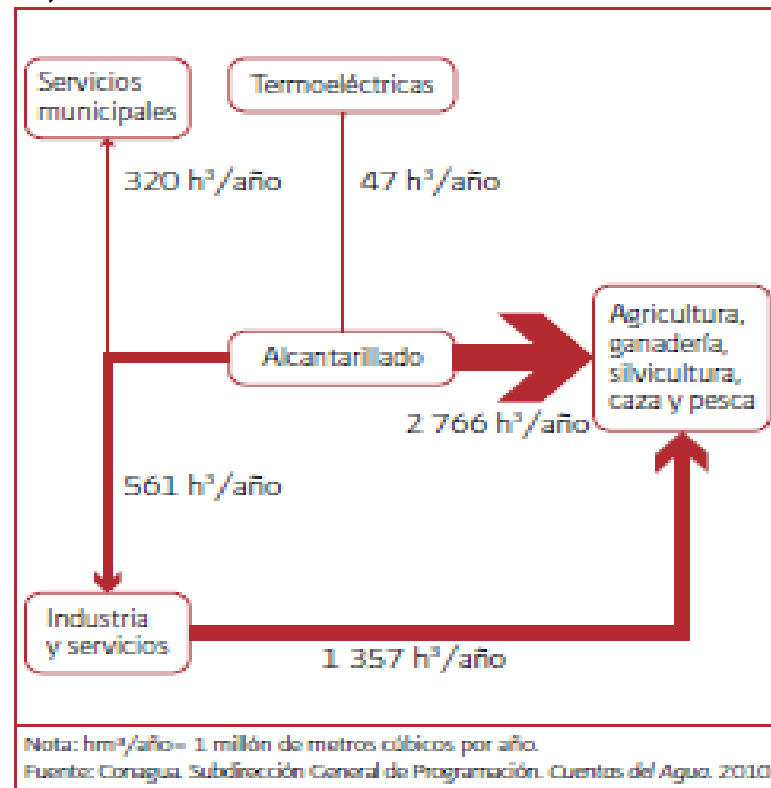 Servicios
municipales
Termoeléctricas
320 h³/año
47 h³/año
Alcantarillado
Agricultura,
ganadería,
silvicultura,
caza y pesca
2 766 h³/año
561 h³/año
Industria
y servicios
1 357 h³/año
Nota: hm³/año= 1 millón de metros cúbicos por año.
Fuente: Conagua. Subdirección General de Programación. Cuentas del Agua. 2010